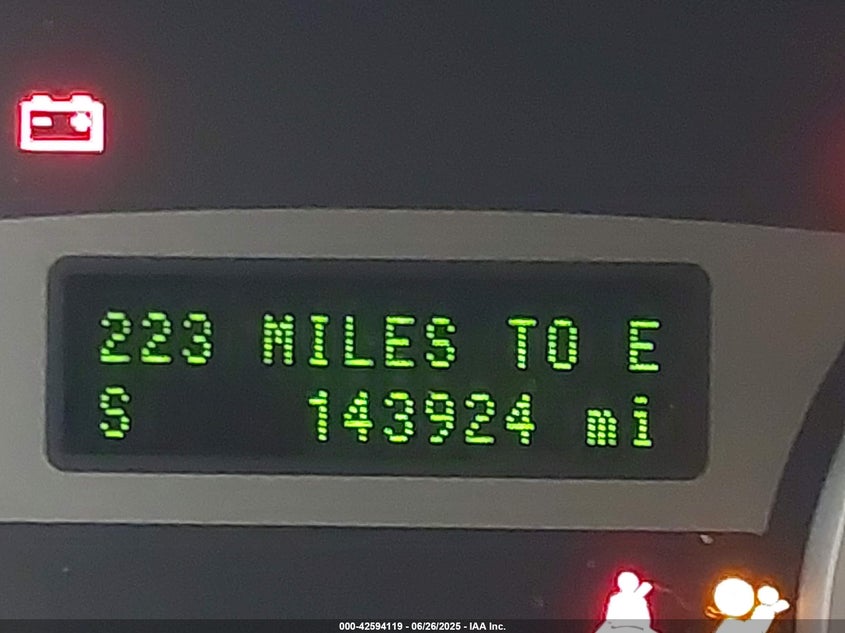 223 MILES TO E
S 143924 mi
000-42594119 - 06/26/2025 - IAA Inc.